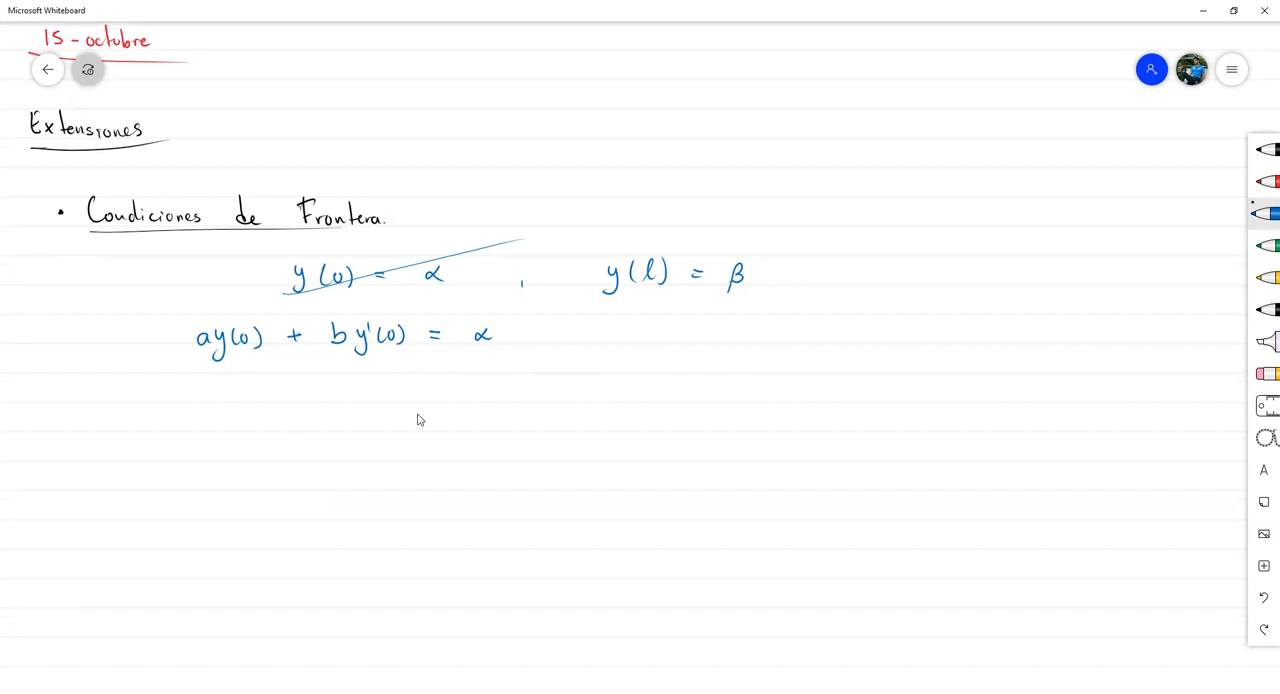 Microsoft Whiteboard
15 - octubre
Extensiones
• Condiciones de Frontera.
y(0) = α , y(l) = β
ay(0) + by'(0) = α
A